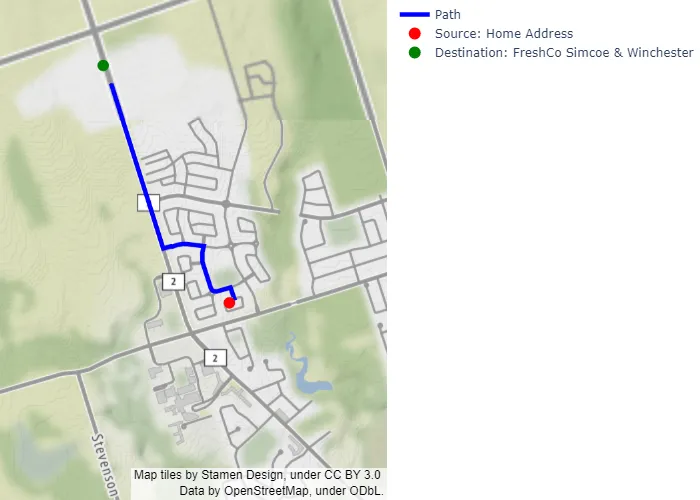 Path
Source: Home Address
Destination: FreshCo Simcoe & Winchester
2
2
Stevenson
Map tiles by Stamen Design, under CC BY 3.0
Data by OpenStreetMap, under ODbL.